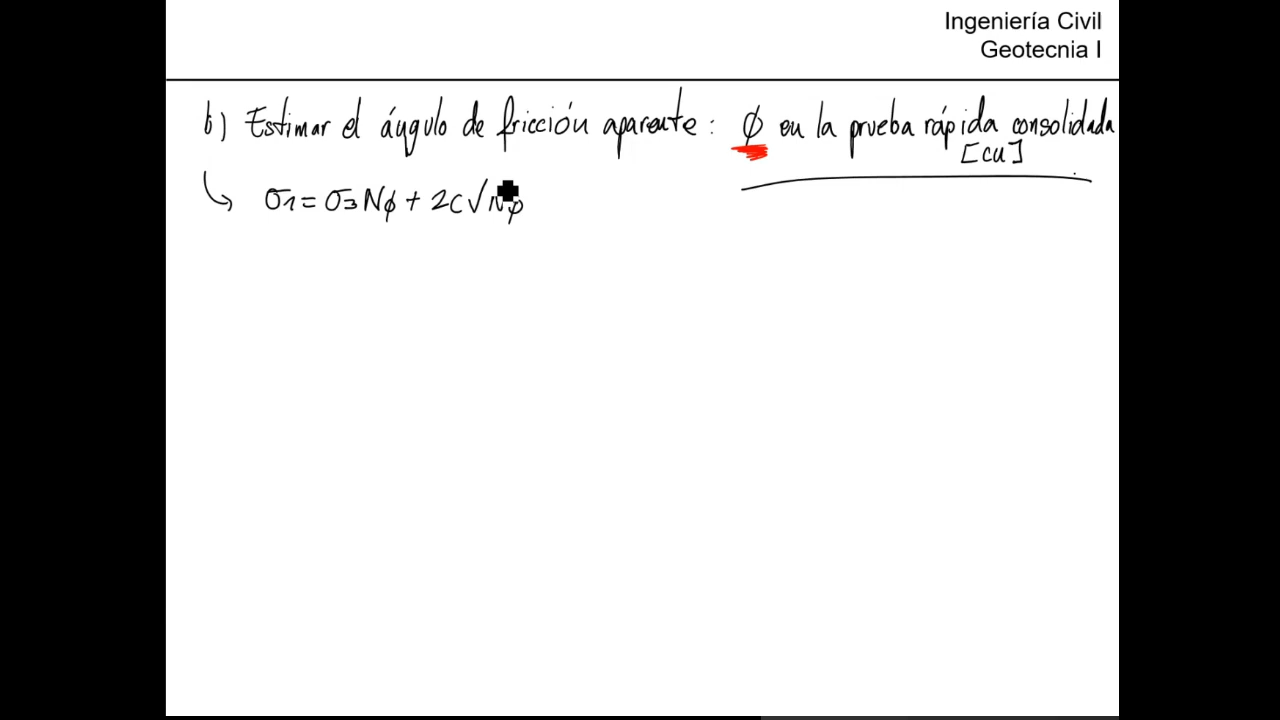 Ingeniería Civil
Geotecnia I
b) Estimar el ángulo de fricción aparente: ϕ en la prueba rápida consolidada
[CU]
σ1 = σ3 Nϕ + 2c√Nϕ